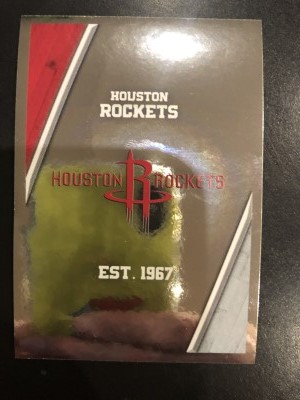 HOUSTON
ROCKETS
HOUSTON R ROCKETS
EST. 1967